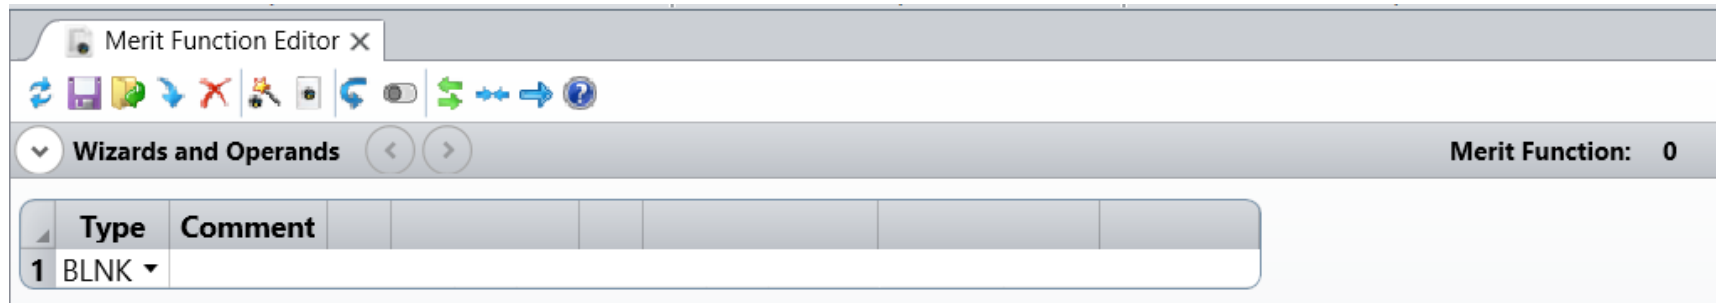 Merit Function Editor
Wizards and Operands Merit Function: 0
Type Comment
1 BLNK